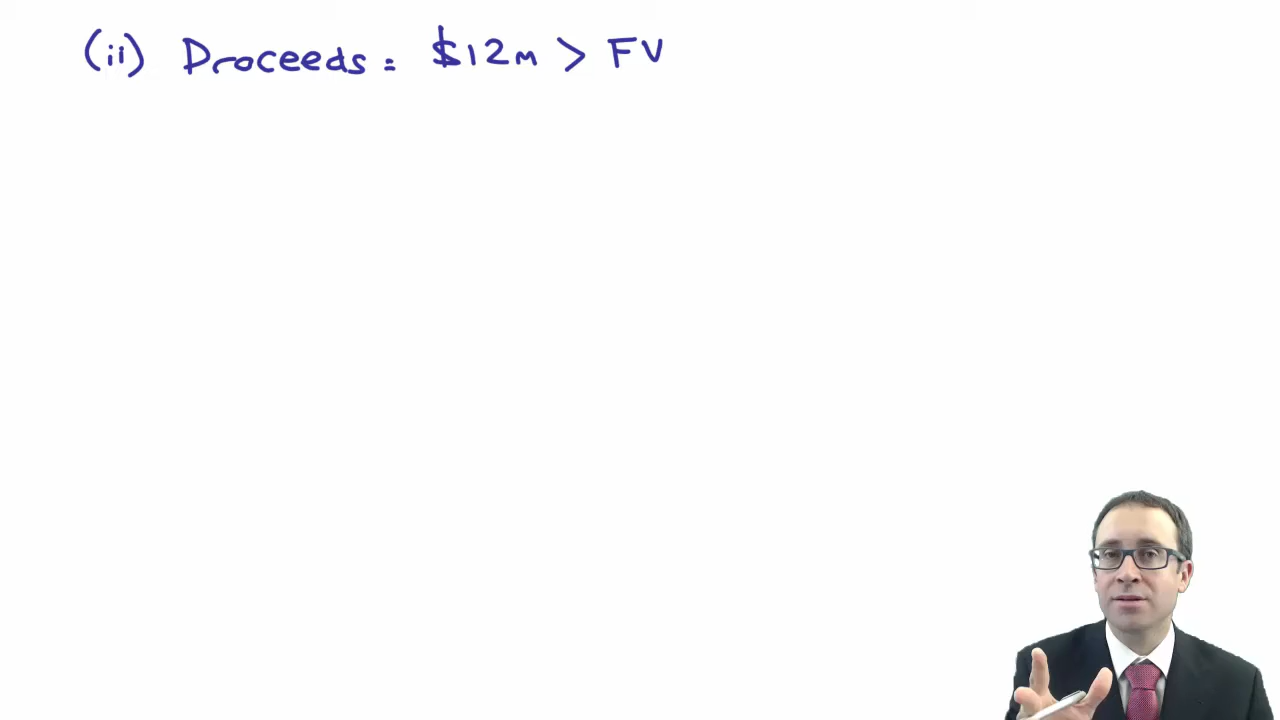 (ii) Proceeds = $12m > FV